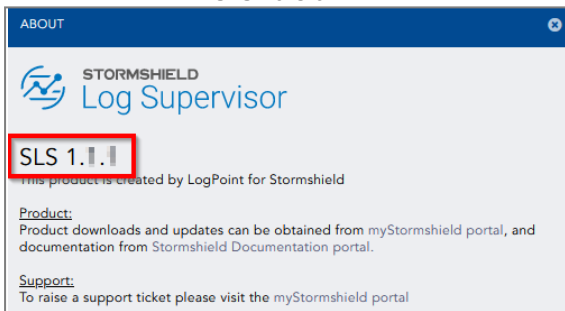 ABOUT
STORMSHIELD
Log Supervisor
SLS 1.
This product is created by LogPoint for Stormshield
Product:
Product downloads and updates can be obtained from myStormshield portal, and
documentation from Stormshield Documentation portal.
Support:
To raise a support ticket please visit the myStormshield portal